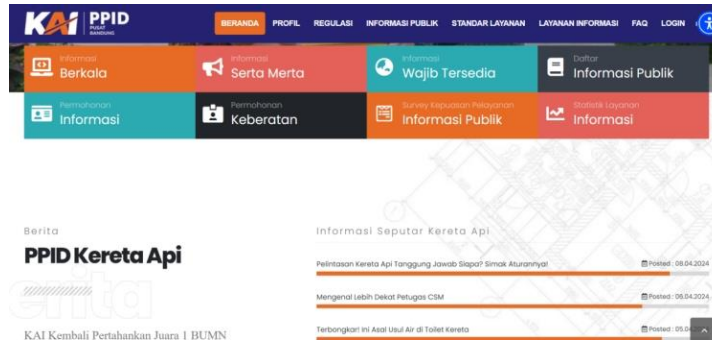 KAI PPID
PUSAT
BANDUNG
BERANDA PROFIL REGULASI INFORMASI PUBLIK STANDAR LAYANAN LAYANAN INFORMASI FAQ LOGIN
Informasi
Berkala
Informasi
Serta Merta
Informasi
Wajib Tersedia
Daftar
Informasi Publik
Permohonan
Informasi
Permohonan
Keberatan
Survey Kepuasan Pelayanan
Informasi Publik
Statistik Layanan
Informasi
Berita
PPID Kereta Api
erita
KAI Kembali Pertahankan Juara 1 BUMN
Informasi Seputar Kereta Api
Pelintasan Kereta Api Tanggung Jawab Siapa? Simak Aturannya! Posted : 08.04.2024
Mengenal Lebih Dekat Petugas CSM Posted : 06.04.2024
Terbongkar! Ini Asal Usul Air di Toilet Kereta Posted : 05.0